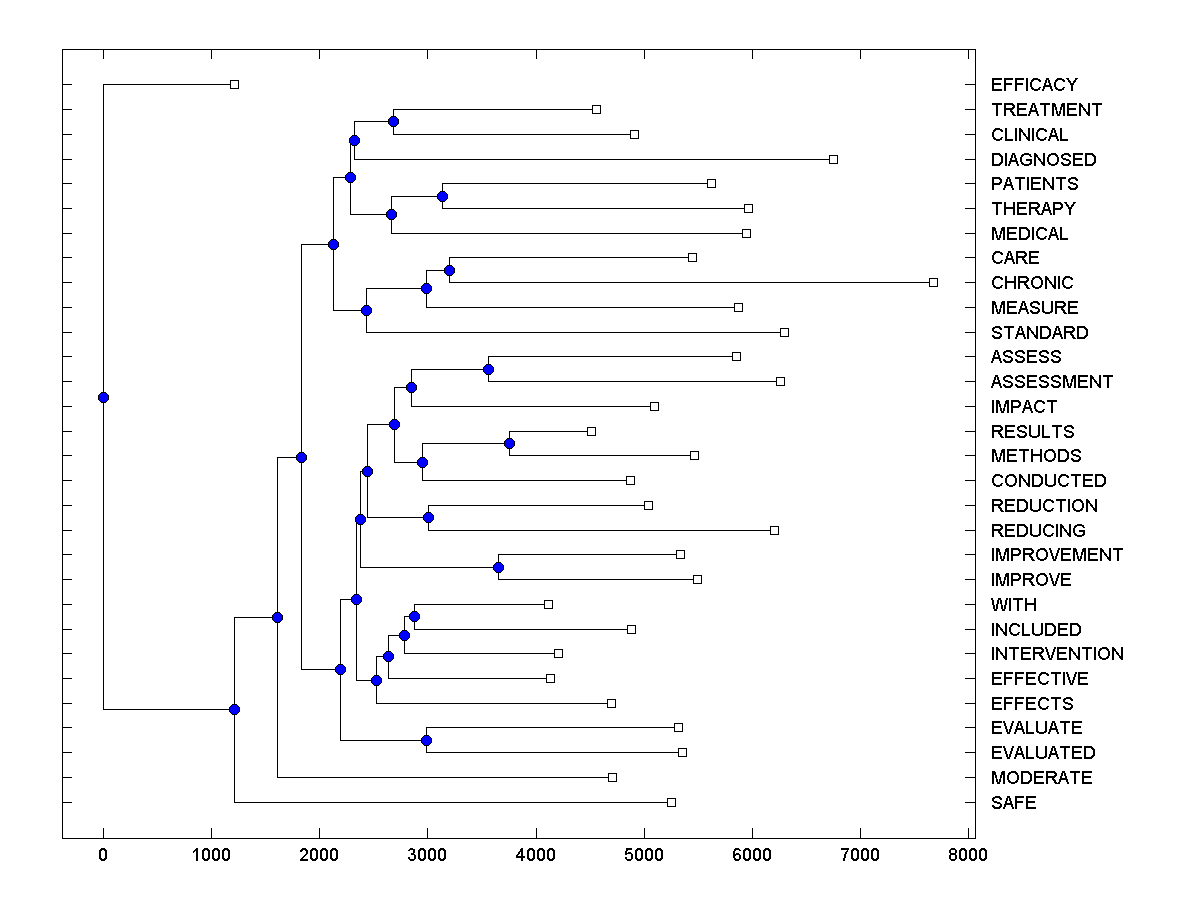 EFFICACY
TREATMENT
CLINICAL
DIAGNOSED
PATIENTS
THERAPY
MEDICAL
CARE
CHRONIC
MEASURE
STANDARD
ASSESS
ASSESSMENT
IMPACT
RESULTS
METHODS
CONDUCTED
REDUCTION
REDUCING
IMPROVEMENT
IMPROVE
WITH
INCLUDED
INTERVENTION
EFFECTIVE
EFFECTS
EVALUATE
EVALUATED
MODERATE
SAFE
0 1000 2000 3000 4000 5000 6000 7000 8000